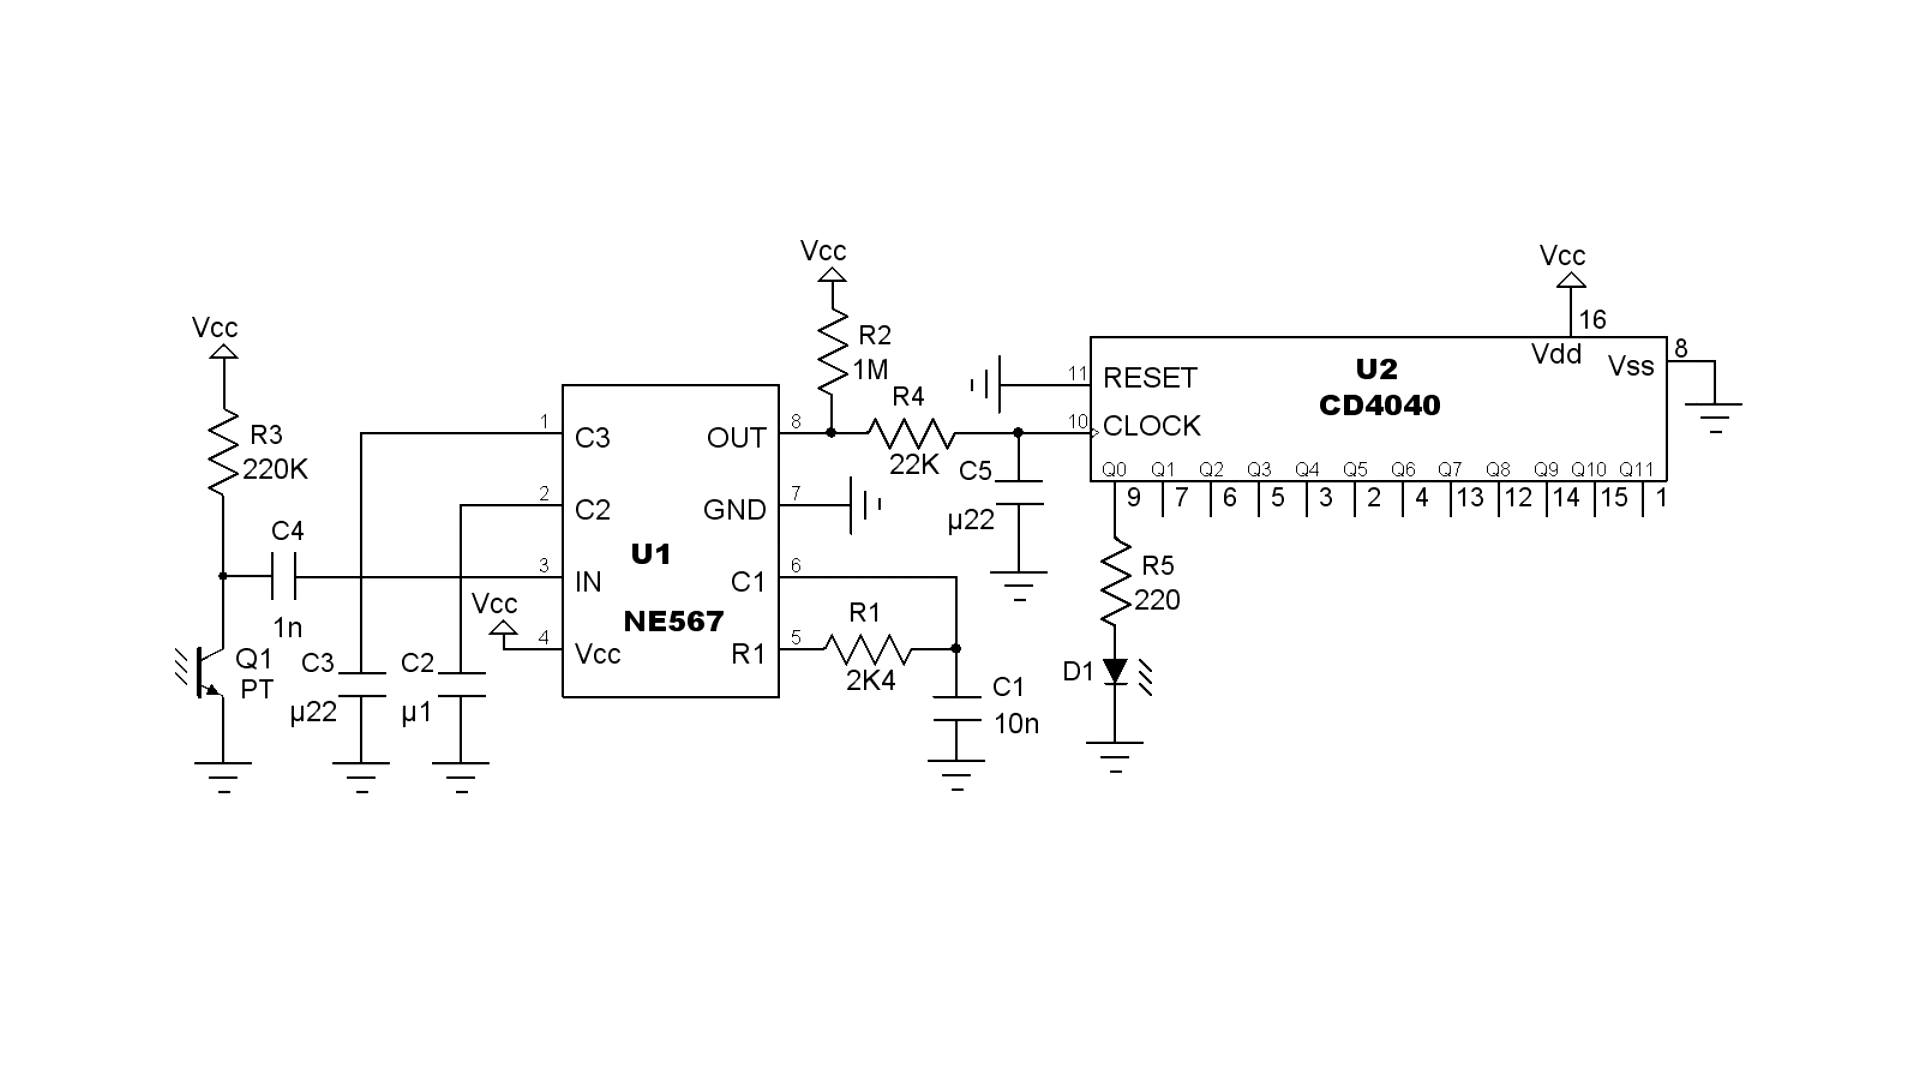 Vcc
R3
220K
C4
1n
Q1
PT
C3
µ22
C2
µ1
Vcc
1
2
3
4
C3
C2
IN
Vcc
U1
NE567
OUT
GND
C1
R1
8
7
6
5
Vcc
R2
1M
R4
22K
C5
µ22
R1
2K4
C1
10n
11
10
RESET
CLOCK
U2
CD4040
Vcc
16
Vdd
Vss
8
Q0 Q1 Q2 Q3 Q4 Q5 Q6 Q7 Q8 Q9 Q10 Q11
9 7 6 5 3 2 4 13 12 14 15 1
R5
220
D1